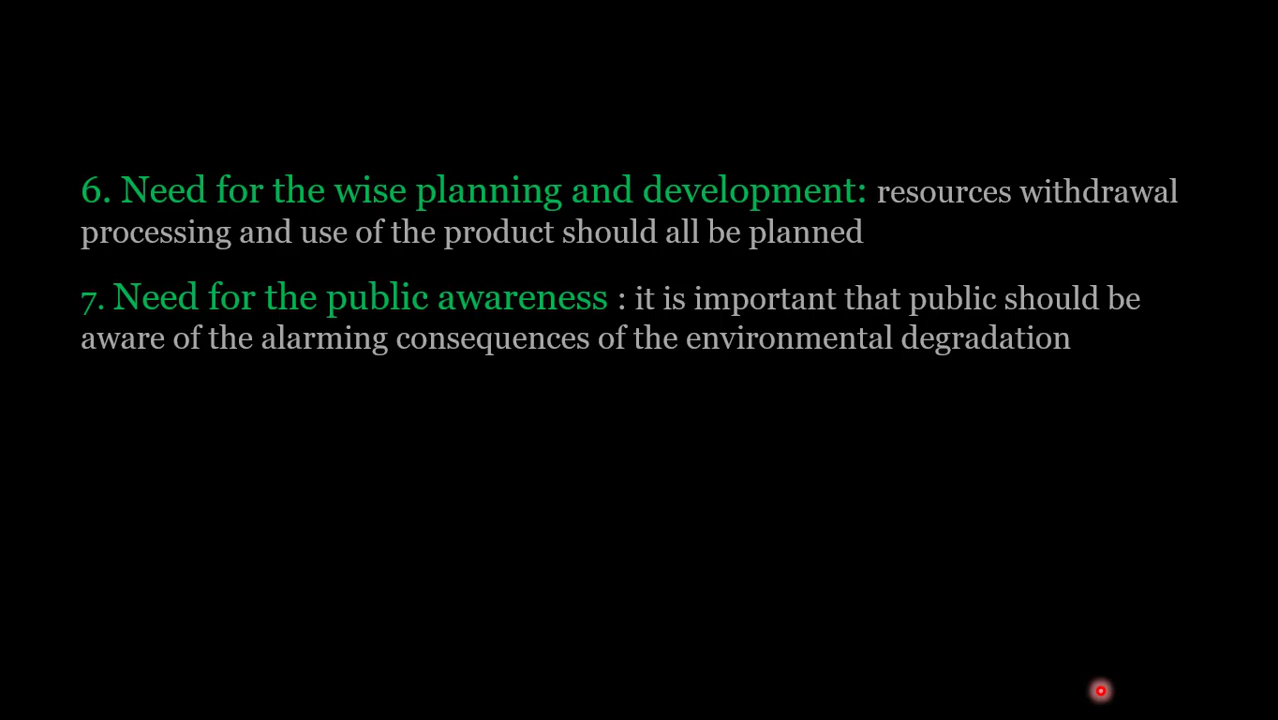 6. Need for the wise planning and development: resources withdrawal
processing and use of the product should all be planned
7. Need for the public awareness : it is important that public should be
aware of the alarming consequences of the environmental degradation